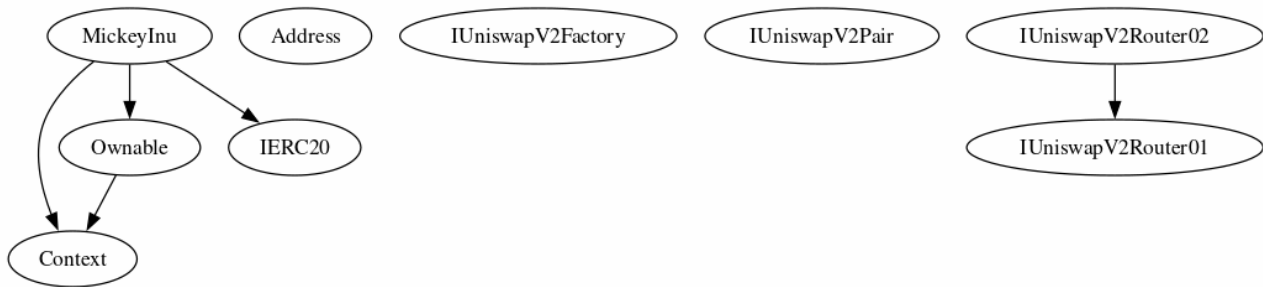 MickeyInu
Address
IUniswapV2Factory
IUniswapV2Pair
IUniswapV2Router02
Ownable
IERC20
IUniswapV2Router01
Context